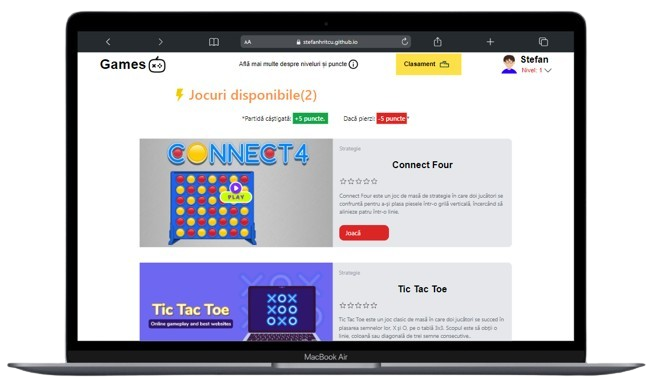 AA stefanhritcu.github.io
Games
Află mai multe despre niveluri și puncte
Clasament
Stefan
Nivel: 1
Jocuri disponibile(2)
*Partidă câștigată: +5 puncte. Dacă pierzi: -5 puncte*
CONNECT4
PLAY
Strategie
Connect Four
Connect Four este un joc de masă de strategie în care doi jucători se
confruntă pentru a-și plasa piesele într-o grilă verticală, încercând să
alinieze patru într-o linie.
Joacă
Tic Tac Toe
Online gameplay and best websites
XOX
XOX
OOX
XXO
Strategie
Tic Tac Toe
Tic Tac Toe este un joc clasic de masă în care doi jucători se succed în
plasarea semnelor lor, X și O, pe o tablă 3x3. Scopul este să obții o
linie, coloană sau diagonală de trei semne consecutive.
MacBook Air